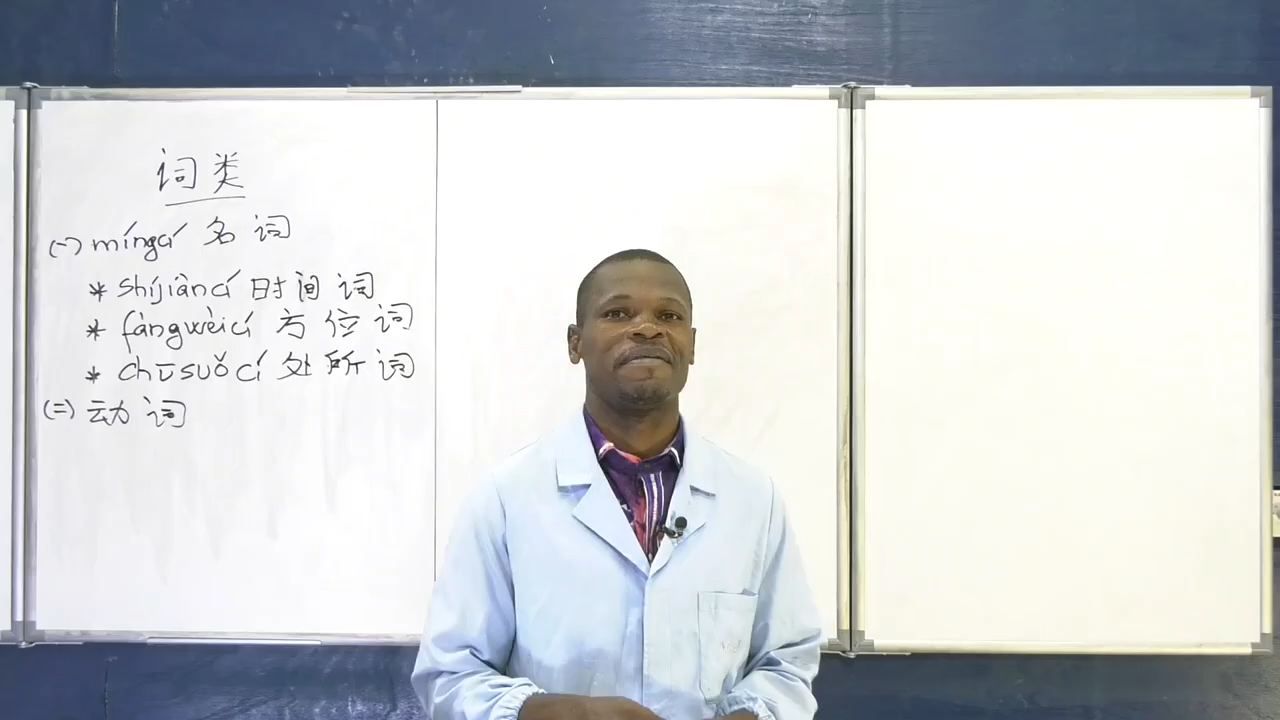 词类
(一) míngcí 名词
* shíjiāncí 时间词
* fāngwèicí 方位词
* chūsuǒcí 处所词
(二) 动词